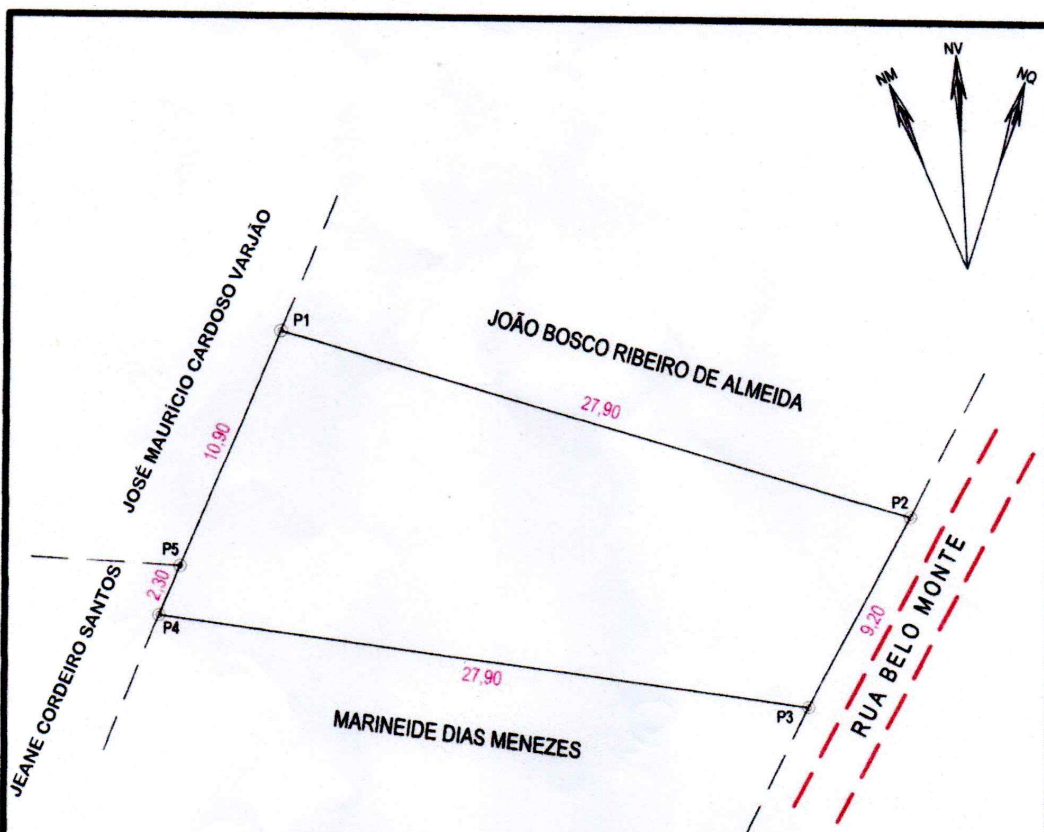 NM
NV
NQ
JOSÉ MAURÍCIO CARDOSO VARJÃO
P1
JOÃO BOSCO RIBEIRO DE ALMEIDA
27,90
10,90
P2
P5
2,30
P4
JEANE CORDEIRO SANTOS
9,20
RUA BELO MONTE
27,90
P3
MARINEIDE DIAS MENEZES